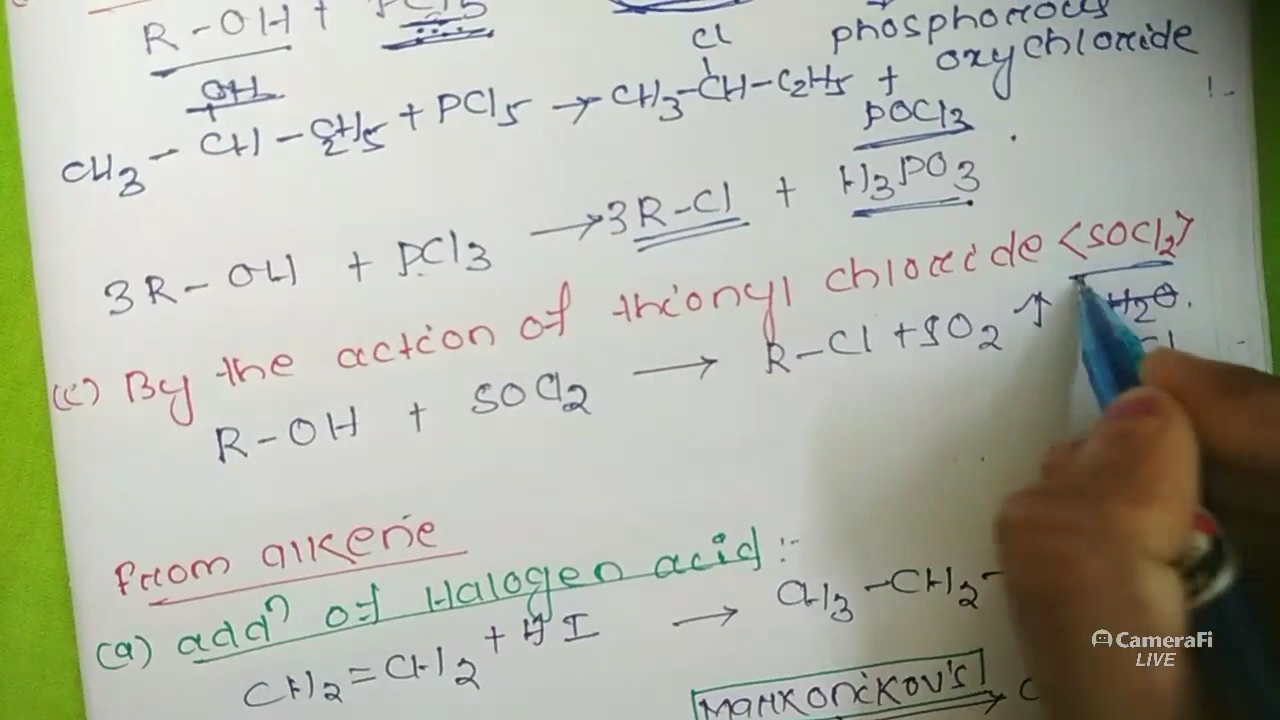 R-OH + PCl5
phosphorous
oxychloride
OH
Cl
CH3-CH-C2H5 + PCl5 → CH3-CH-C2H5 + POCl3
3R-OH + PCl3 → 3R-Cl + H3PO3
(c) By the action of thionyl chloride <SOCl2>
R-OH + SOCl2 → R-Cl + SO2 ↑
H2O.
from alkene
(a) addn of Halogen acid :-
CH2=CH2 + HI → CH3-CH2-
MARKONIKOV'S
CameraFi
LIVE